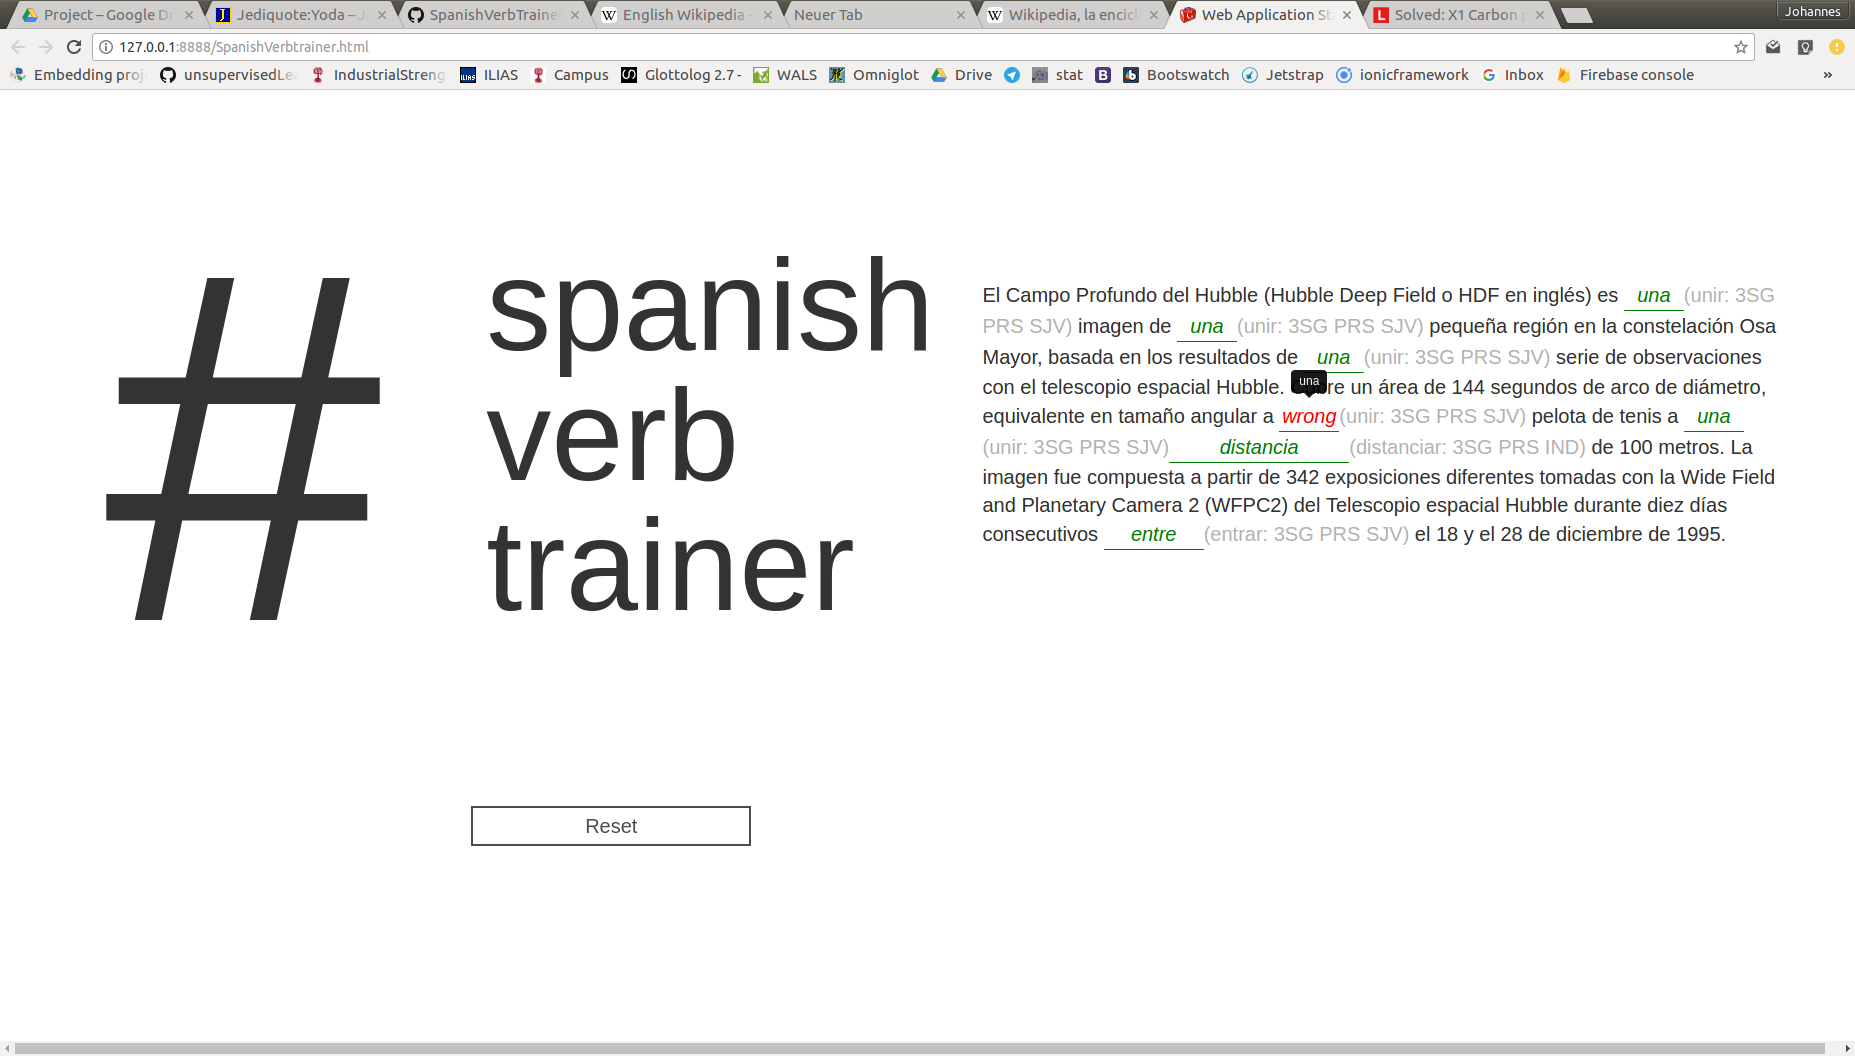 Project – Google Dr
Jediquote:Yoda – J
SpanishVerbTraine
English Wikipedia -
Neuer Tab
Wikipedia, la encicl
Web Application St
Solved: X1 Carbon
Johannes
127.0.0.1:8888/SpanishVerbtrainer.html
Embedding proj
unsupervisedLea
IndustrialStreng
ILIAS
Campus
Glottolog 2.7 -
WALS
Omniglot
Drive
stat
Bootswatch
Jetstrap
ionicframework
Inbox
Firebase console
»
#
spanish
verb
trainer
El Campo Profundo del Hubble (Hubble Deep Field o HDF en inglés) es una (unir: 3SG
PRS SJV) imagen de una (unir: 3SG PRS SJV) pequeña región en la constelación Osa
Mayor, basada en los resultados de una (unir: 3SG PRS SJV) serie de observaciones
con el telescopio espacial Hubble. re un área de 144 segundos de arco de diámetro,
una
equivalente en tamaño angular a wrong (unir: 3SG PRS SJV) pelota de tenis a una
(unir: 3SG PRS SJV) distancia (distanciar: 3SG PRS IND) de 100 metros. La
imagen fue compuesta a partir de 342 exposiciones diferentes tomadas con la Wide Field
and Planetary Camera 2 (WFPC2) del Telescopio espacial Hubble durante diez días
consecutivos entre (entrar: 3SG PRS SJV) el 18 y el 28 de diciembre de 1995.
Reset